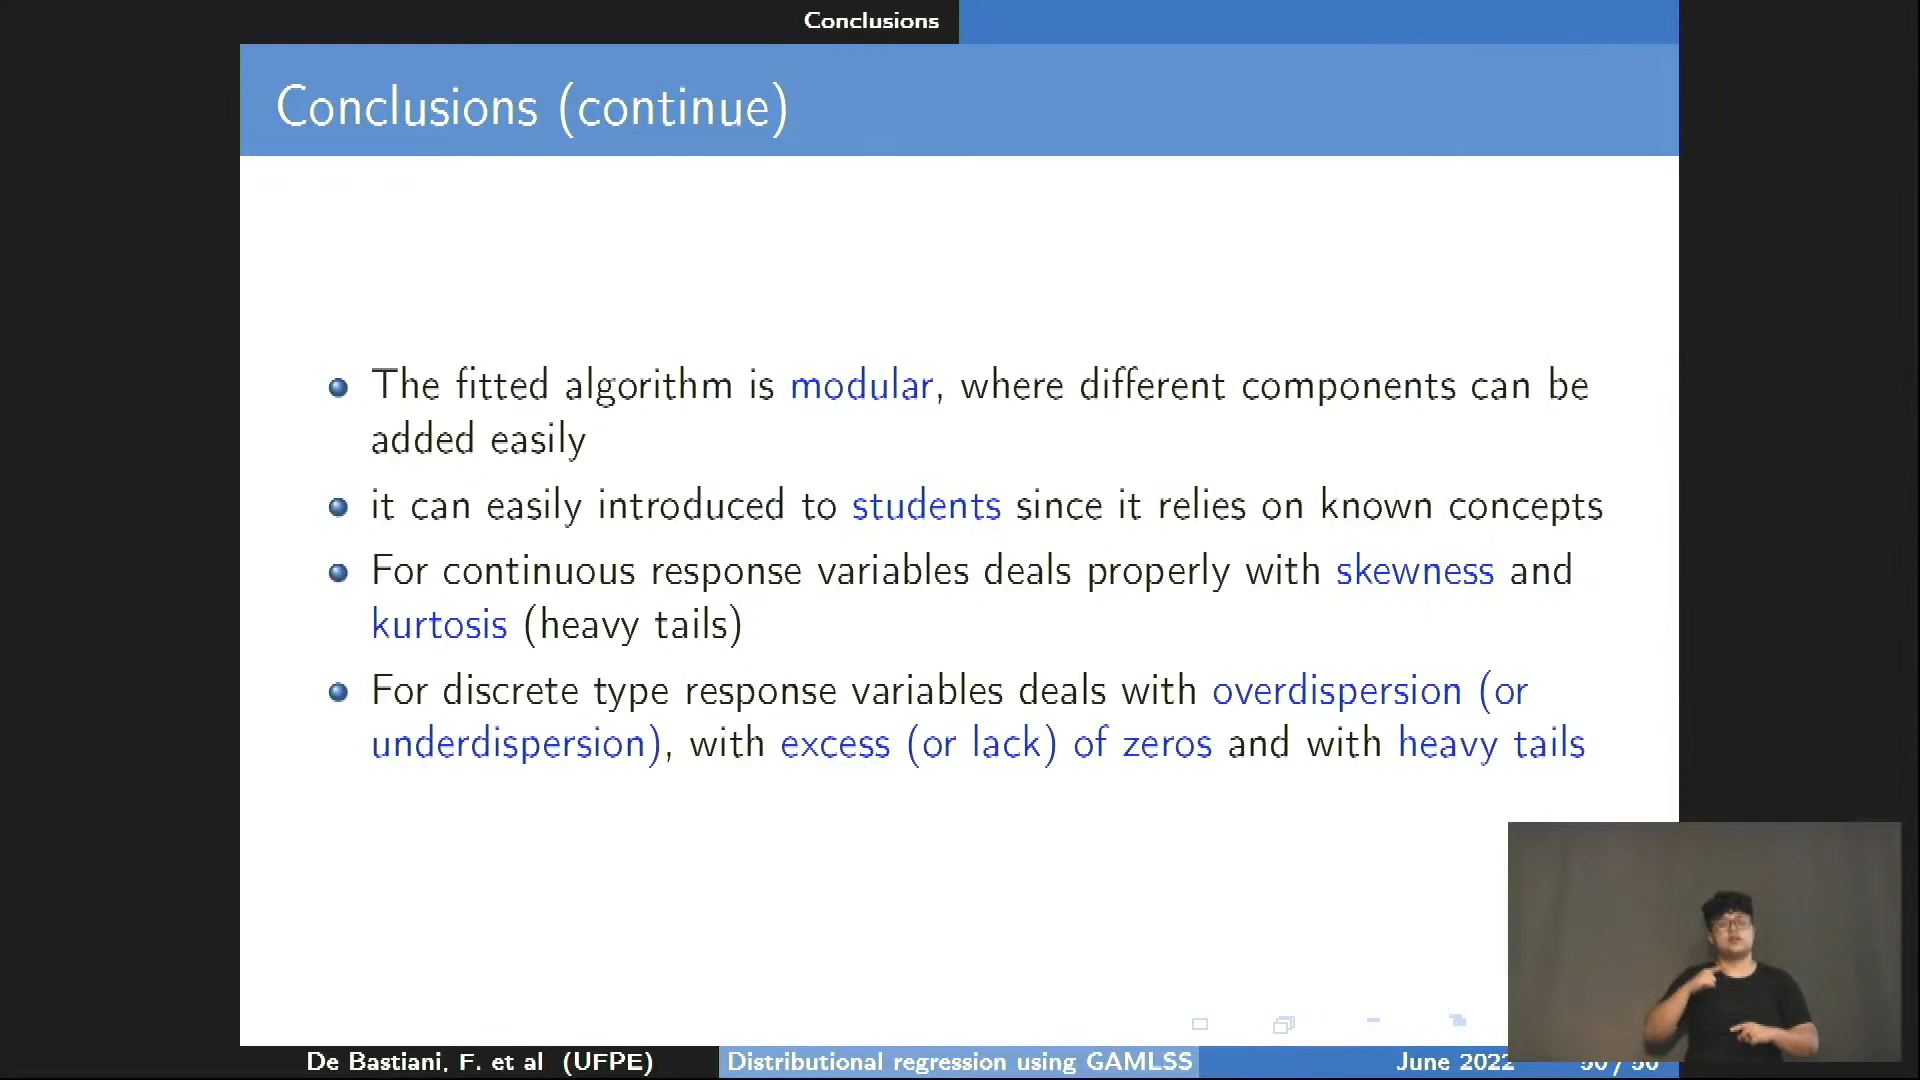 Conclusions
Conclusions (continue)
The fitted algorithm is modular, where different components can be
added easily
it can easily introduced to students since it relies on known concepts
For continuous response variables deals properly with skewness and
kurtosis (heavy tails)
For discrete type response variables deals with overdispersion (or
underdispersion), with excess (or lack) of zeros and with heavy tails
De Bastiani, F. et al (UFPE)
Distributional regression using GAMLSS
June 2022